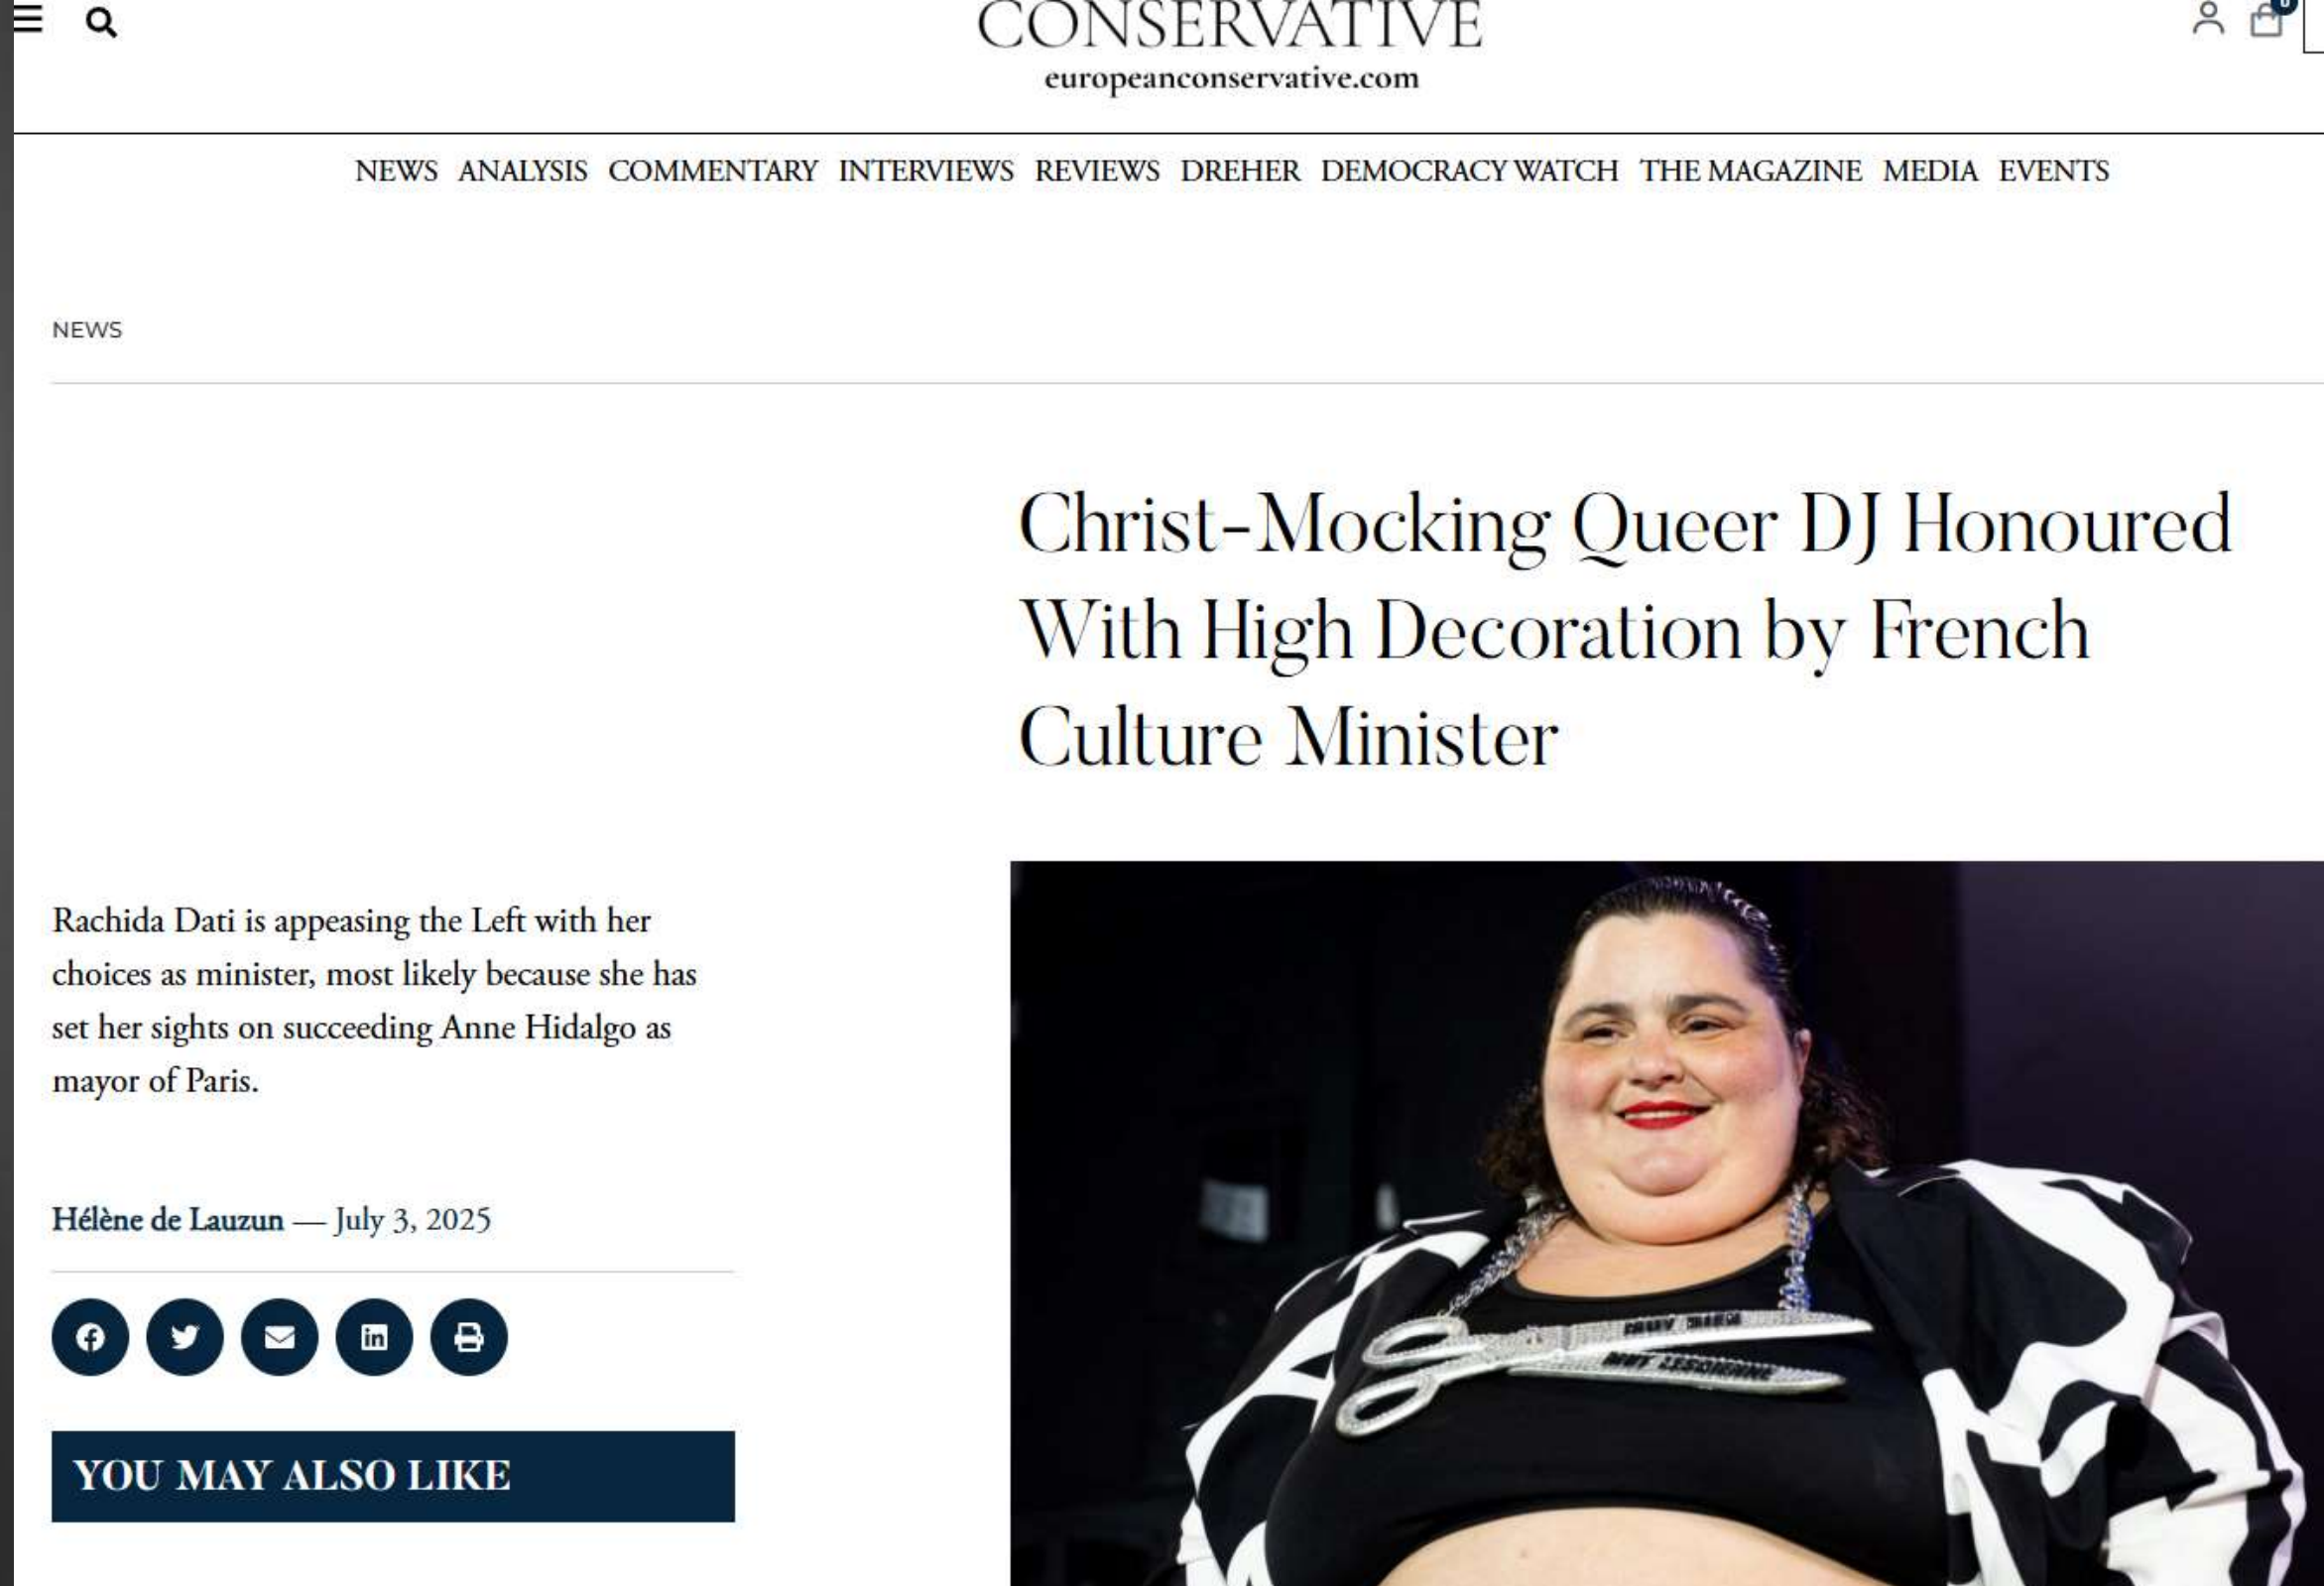 CONSERVATIVE
europeanconservative.com
NEWS ANALYSIS COMMENTARY INTERVIEWS REVIEWS DREHER DEMOCRACY WATCH THE MAGAZINE MEDIA EVENTS
NEWS
Christ-Mocking Queer DJ Honoured
With High Decoration by French
Culture Minister
Rachida Dati is appeasing the Left with her
choices as minister, most likely because she has
set her sights on succeeding Anne Hidalgo as
mayor of Paris.
Hélène de Lauzun — July 3, 2025
YOU MAY ALSO LIKE